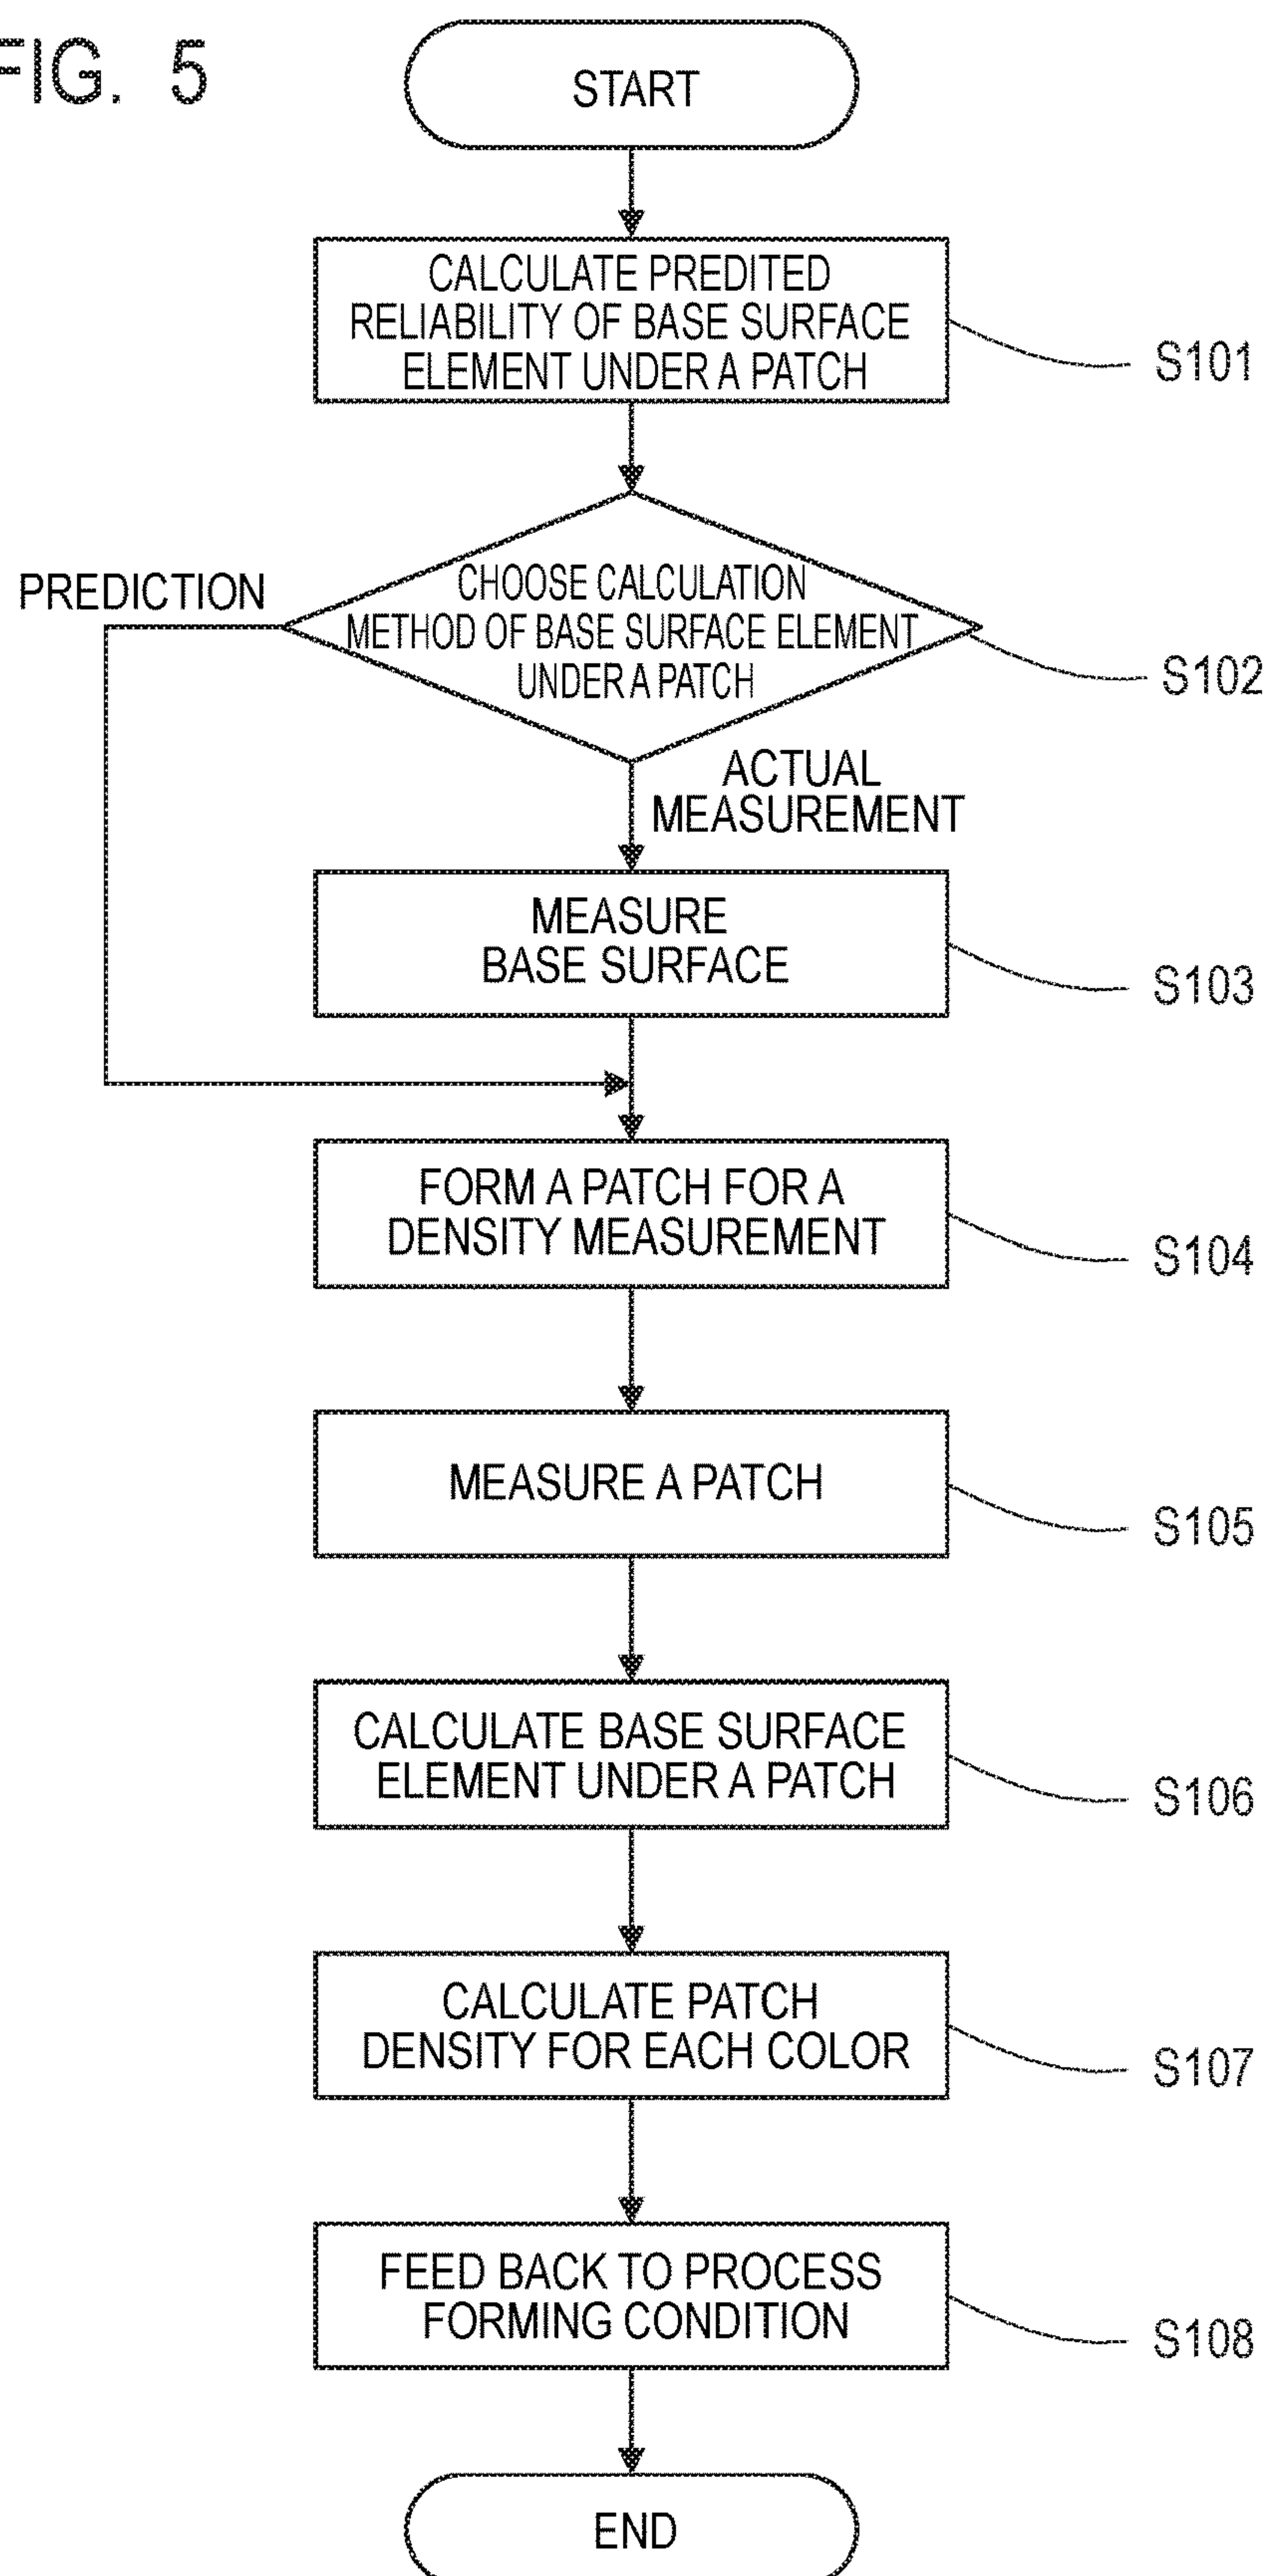 FIG. 5
START
CALCULATE PREDITED
RELIABILITY OF BASE SURFACE
ELEMENT UNDER A PATCH
S101
CHOOSE CALCULATION
METHOD OF BASE SURFACE ELEMENT
UNDER A PATCH
S102
PREDICTION
ACTUAL
MEASUREMENT
MEASURE
BASE SURFACE
S103
FORM A PATCH FOR A
DENSITY MEASUREMENT
S104
MEASURE A PATCH
S105
CALCULATE BASE SURFACE
ELEMENT UNDER A PATCH
S106
CALCULATE PATCH
DENSITY FOR EACH COLOR
S107
FEED BACK TO PROCESS
FORMING CONDITION
S108
END